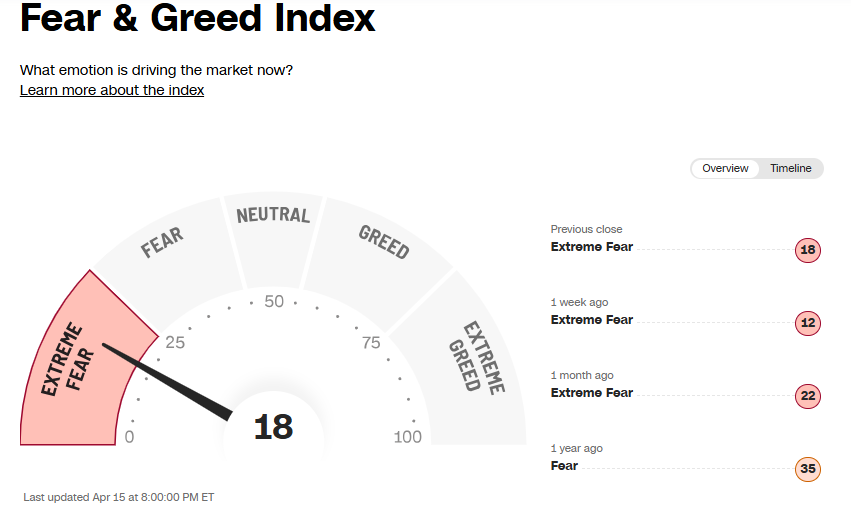 Fear & Greed Index
What emotion is driving the market now?
Learn more about the index
Overview
Timeline
EXTREME
FEAR
FEAR
NEUTRAL
GREED
EXTREME
GREED
0
25
50
75
100
18
Last updated Apr 15 at 8:00:00 PM ET
Previous close
Extreme Fear
18
1 week ago
Extreme Fear
12
1 month ago
Extreme Fear
22
1 year ago
Fear
35